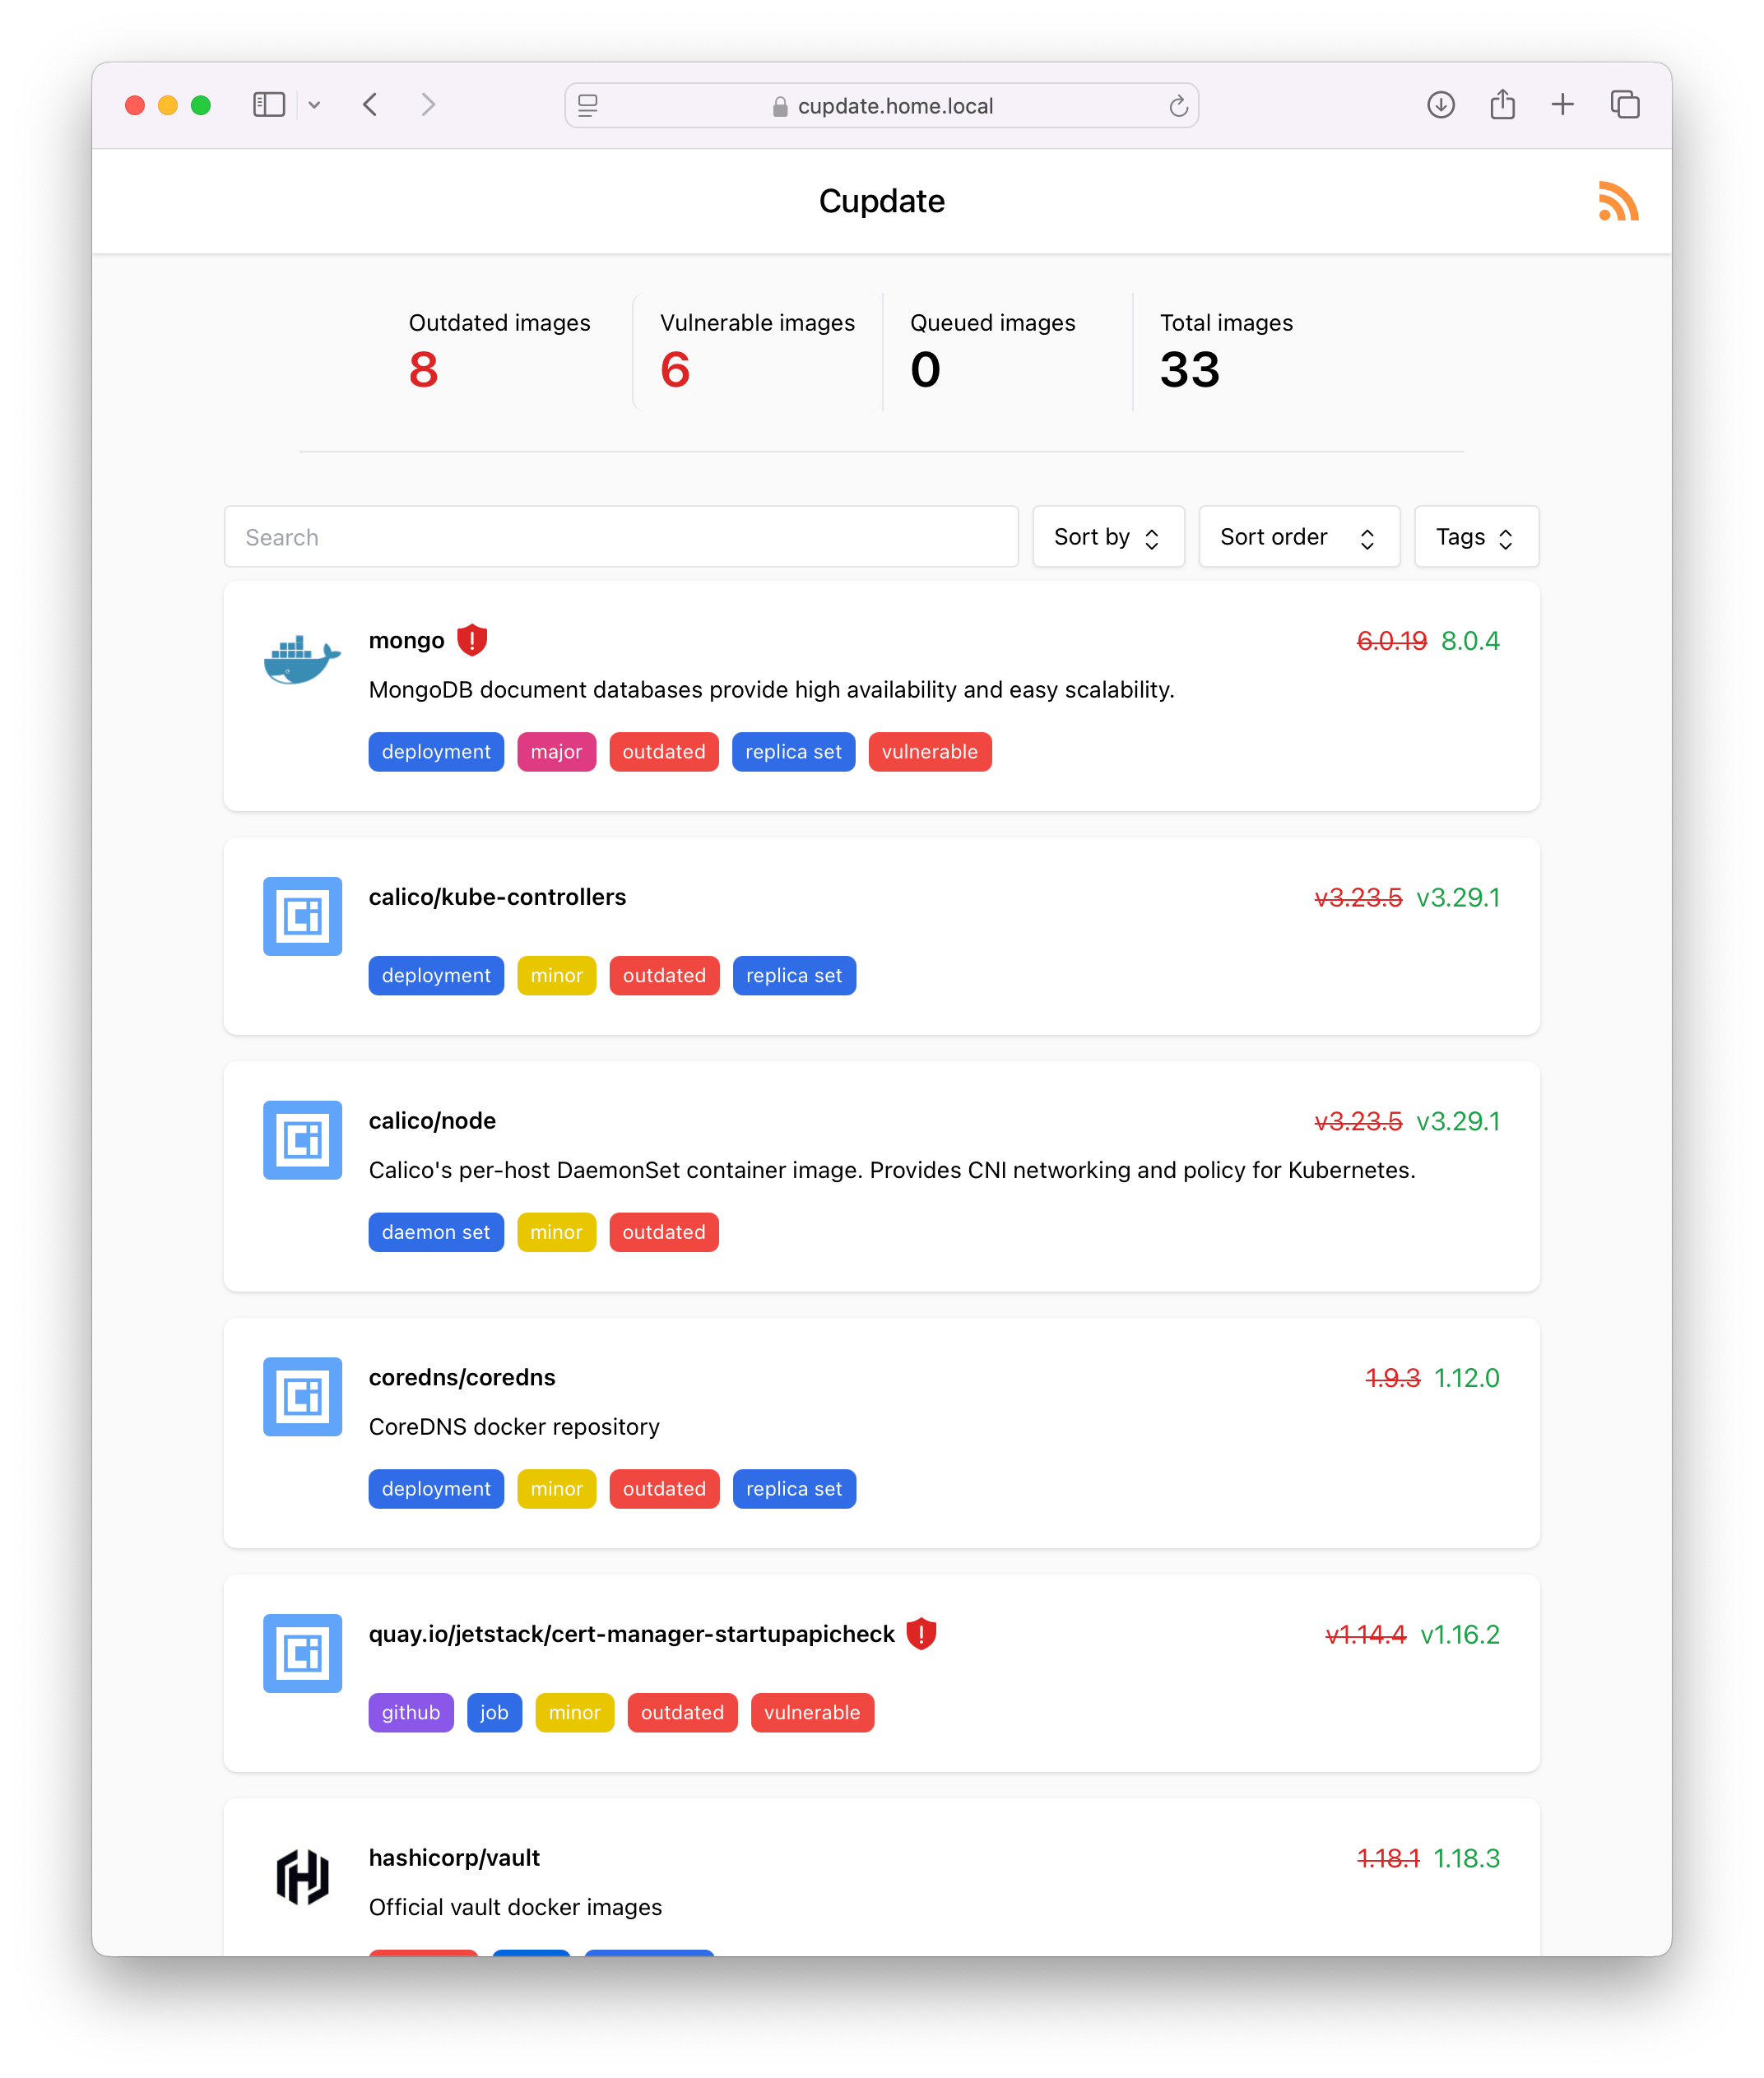 cupdate.home.local
Cupdate
Outdated images Vulnerable images Queued images Total images
8 6 0 33
Search Sort by Sort order Tags
mongo 6.0.19 8.0.4
MongoDB document databases provide high availability and easy scalability.
deployment major outdated replica set vulnerable
calico/kube-controllers v3.23.5 v3.29.1
deployment minor outdated replica set
calico/node v3.23.5 v3.29.1
Calico's per-host DaemonSet container image. Provides CNI networking and policy for Kubernetes.
daemon set minor outdated
coredns/coredns 1.9.3 1.12.0
CoreDNS docker repository
deployment minor outdated replica set
quay.io/jetstack/cert-manager-startupapicheck v1.14.4 v1.16.2
github job minor outdated vulnerable
hashicorp/vault 1.18.1 1.18.3
Official vault docker images